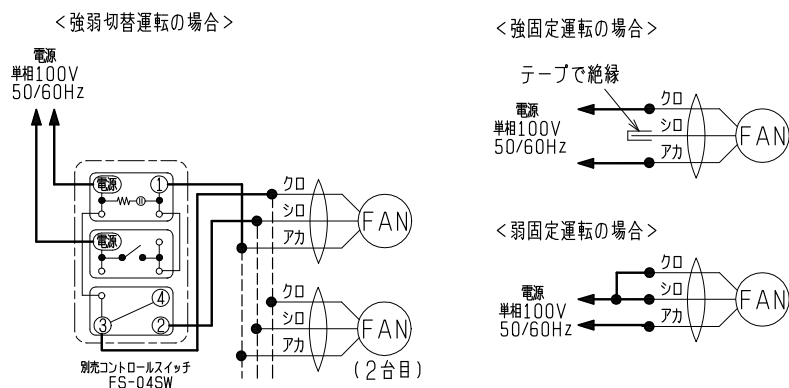 ＜強弱切替運転の場合＞
電源
単相100V
50/60Hz
電源
①
電源
④
③
②
別売コントロールスイッチ
FS-04SW
クロ
シロ
アカ
FAN
クロ
シロ
アカ
FAN
(2台目)
＜強固定運転の場合＞
テープで絶縁
電源
単相100V
50/60Hz
クロ
シロ
アカ
FAN
＜弱固定運転の場合＞
電源
単相100V
50/60Hz
クロ
シロ
アカ
FAN